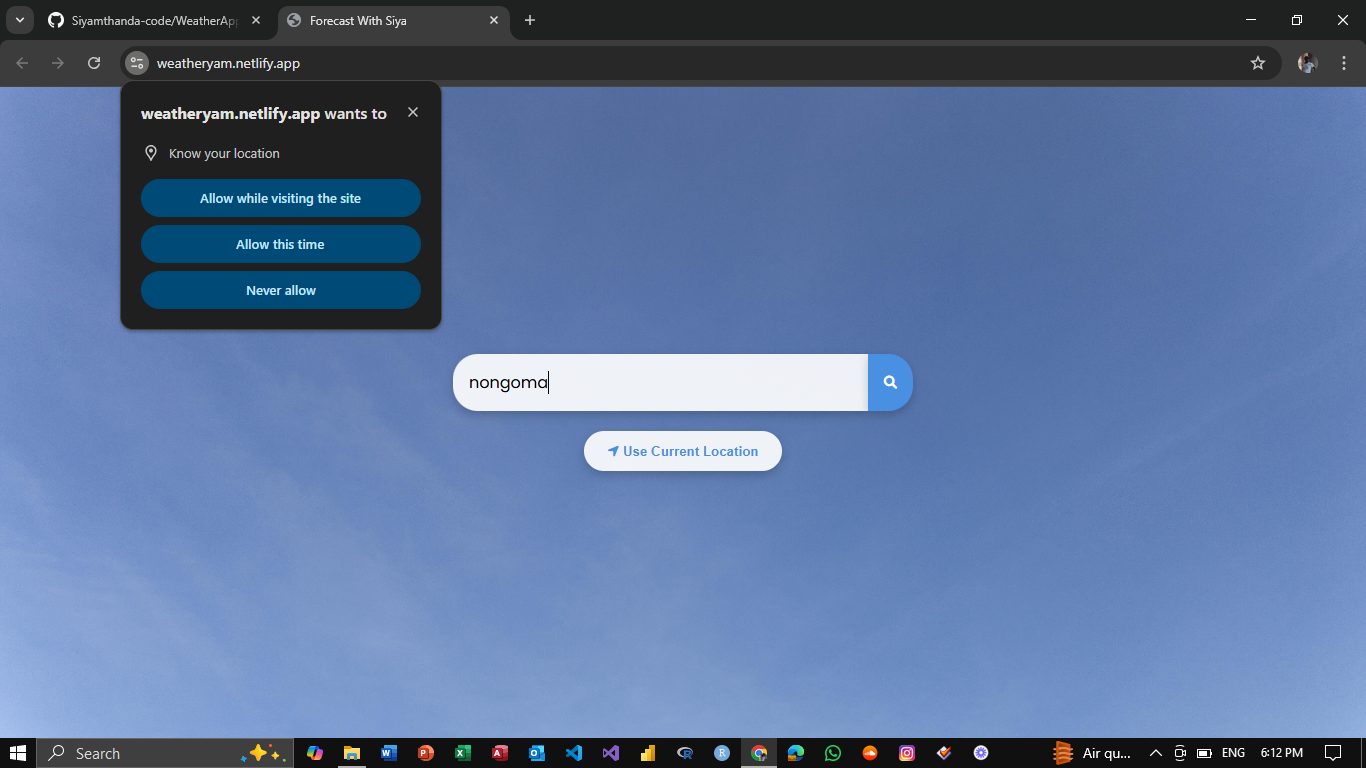 Siyamthanda-code/WeatherApp
Forecast With Siya
weatheryam.netlify.app
weatheryam.netlify.app wants to
Know your location
Allow while visiting the site
Allow this time
Never allow
nongoma
Use Current Location
Search
Air qu...
ENG
6:12 PM